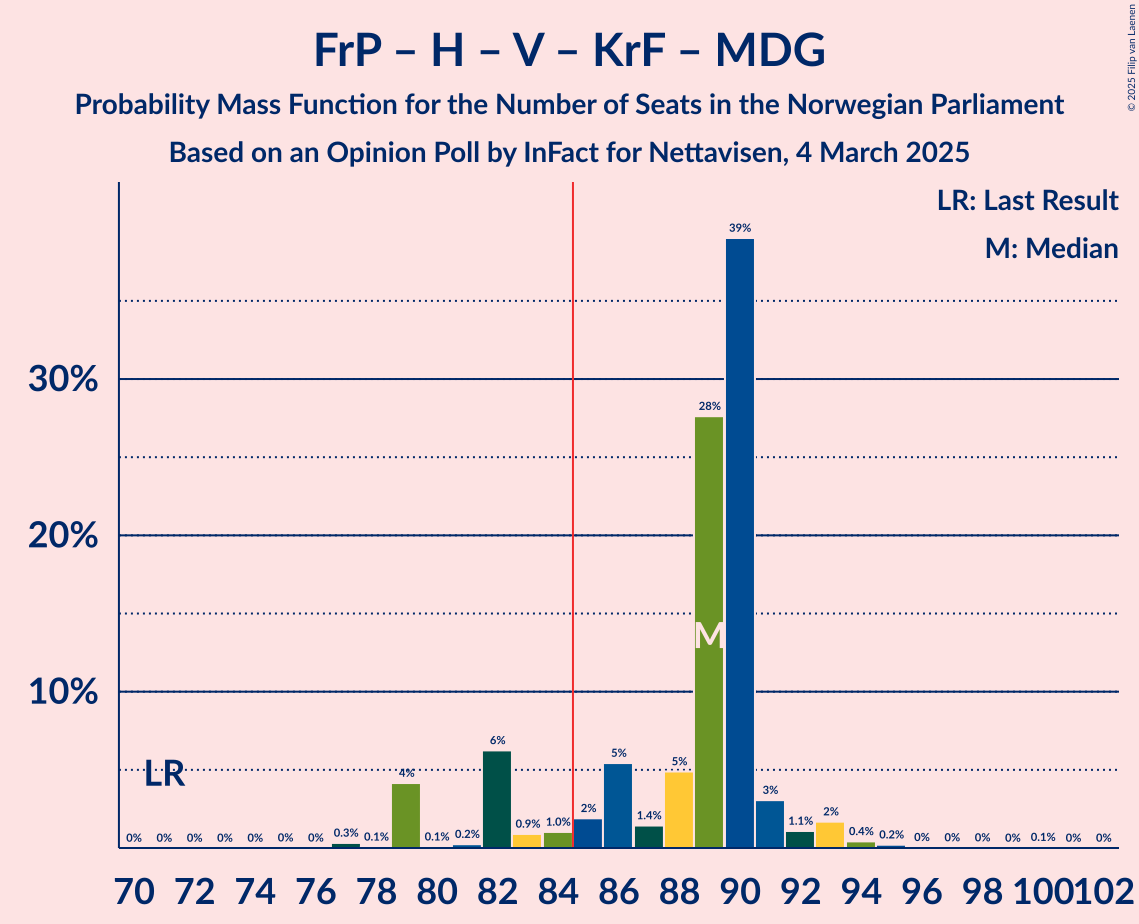 FrP – H – V – KrF – MDG
Probability Mass Function for the Number of Seats in the Norwegian Parliament
Based on an Opinion Poll by InFact for Nettavisen, 4 March 2025
© 2025 Filip van Laenen
LR: Last Result
M: Median
39%
30%
28%
20%
M
10%
6%
5%
5%
LR
4%
3%
0% 0% 0% 0% 0% 0% 0% 0.3% 0.1% 0.1% 0.2% 0.9% 1.0% 2% 1.4% 1.1% 2% 0.4% 0.2% 0% 0% 0% 0% 0.1% 0% 0%
70 72 74 76 78 80 82 84 86 88 90 92 94 96 98 100 102